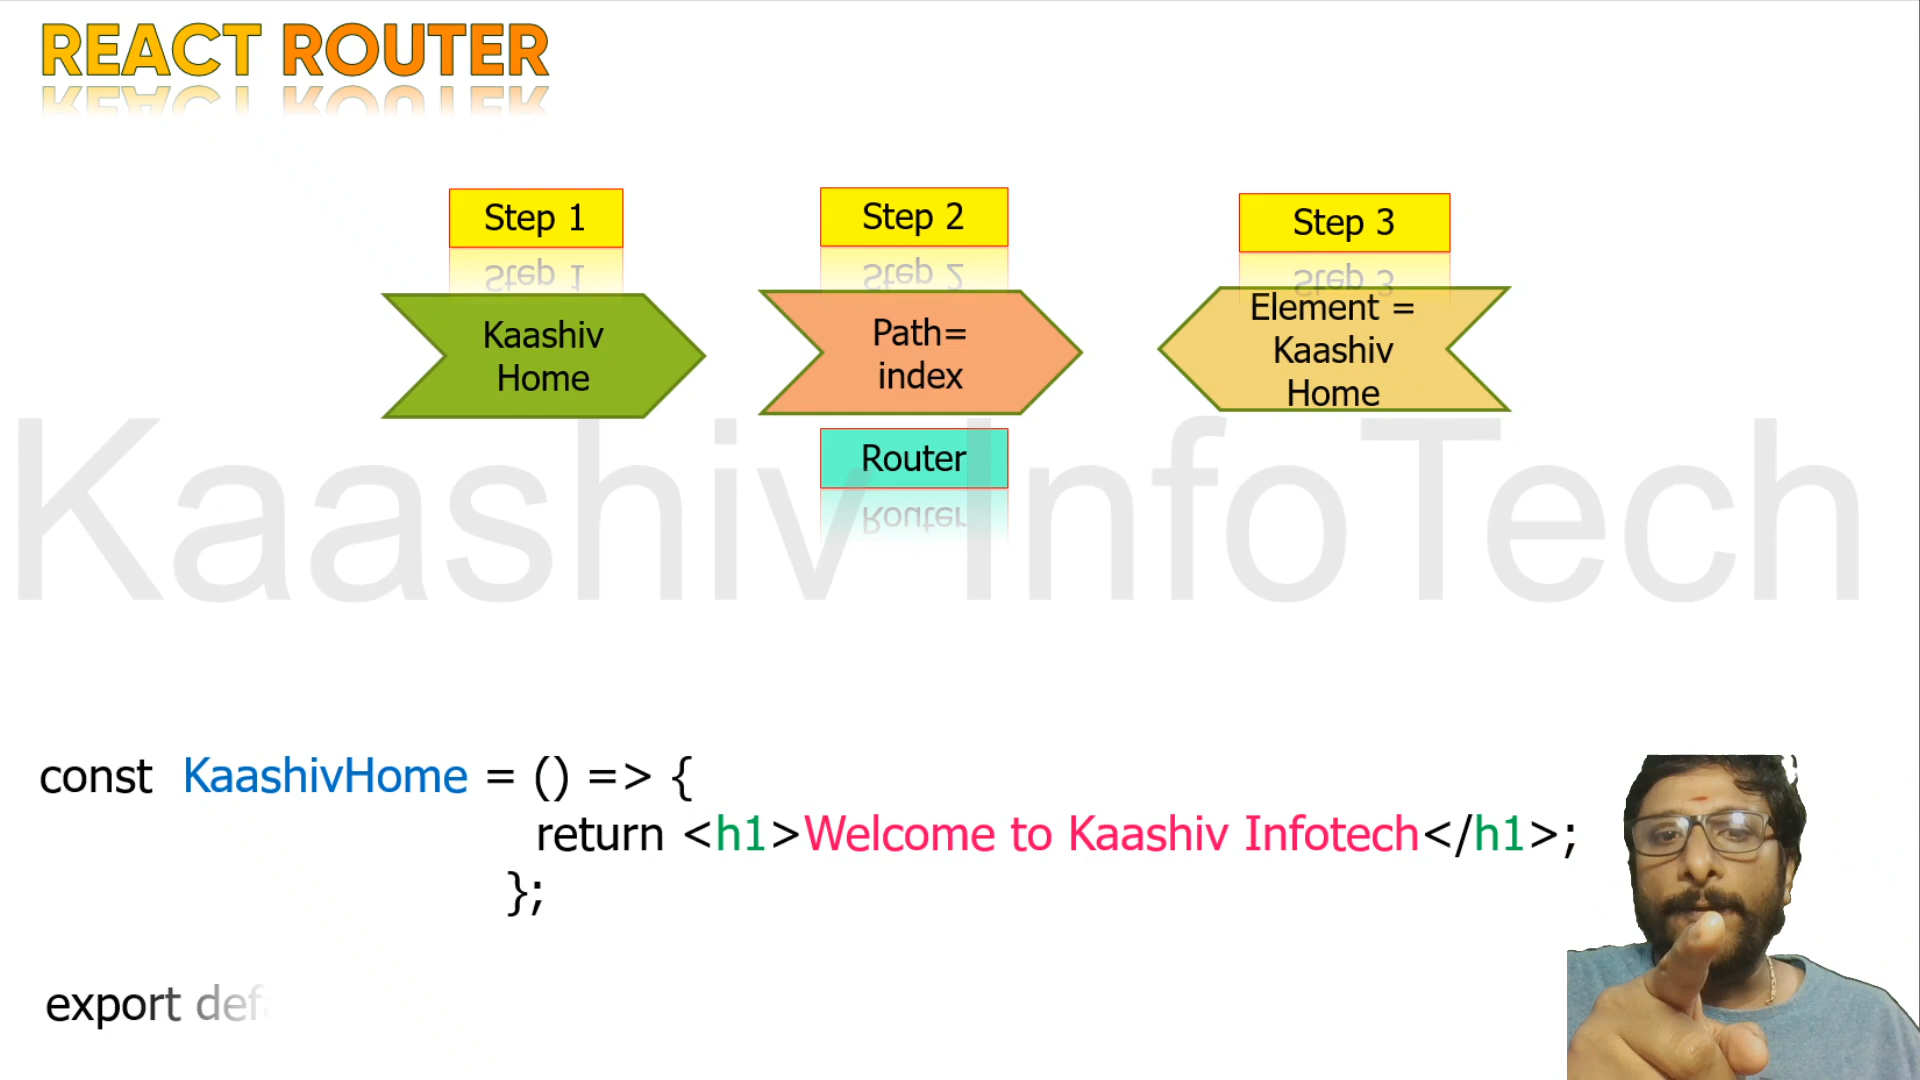 REACT ROUTER
Step 1
Step 2
Step 3
Kaashiv
Home
Path=
index
Element =
Kaashiv
Home
Router
Kaashiv InfoTech
const KaashivHome = () => {
return <h1>Welcome to Kaashiv Infotech</h1>;
};
export def